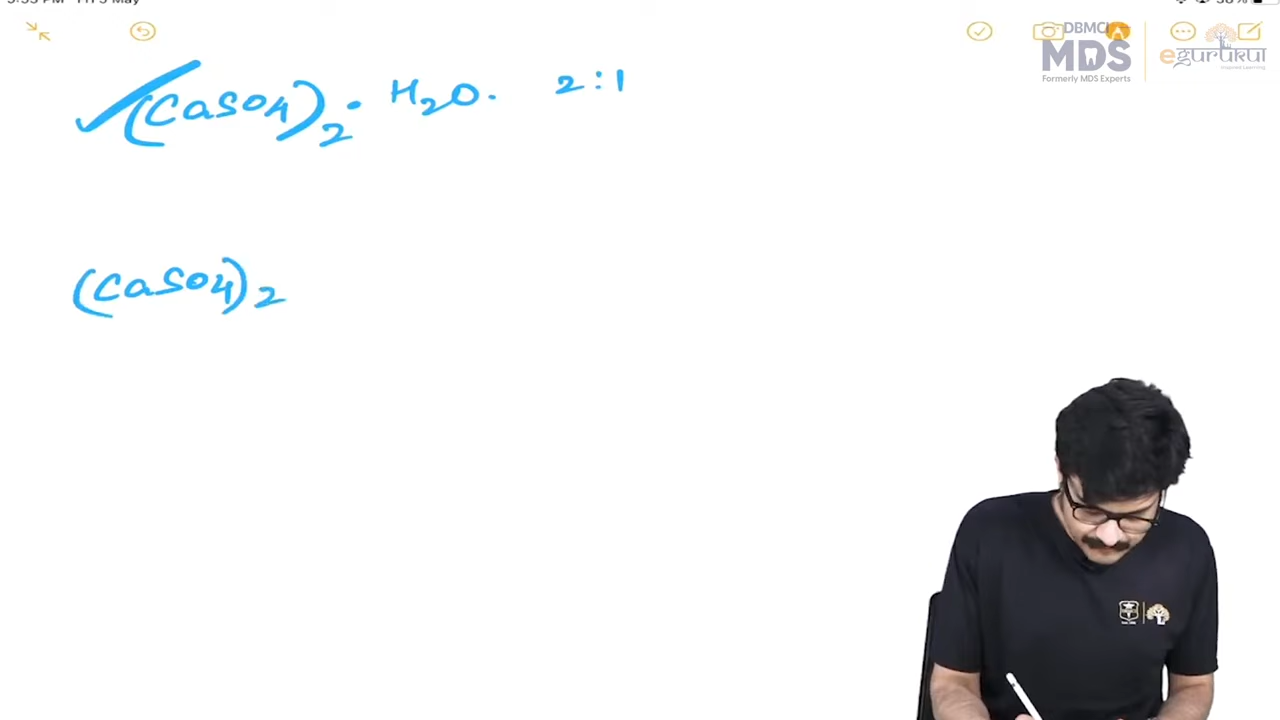 (CaSO4)2 · H2O. 2:1
(CaSO4)2
DBMCI
MDS
Formerly MDS Experts
egurukul